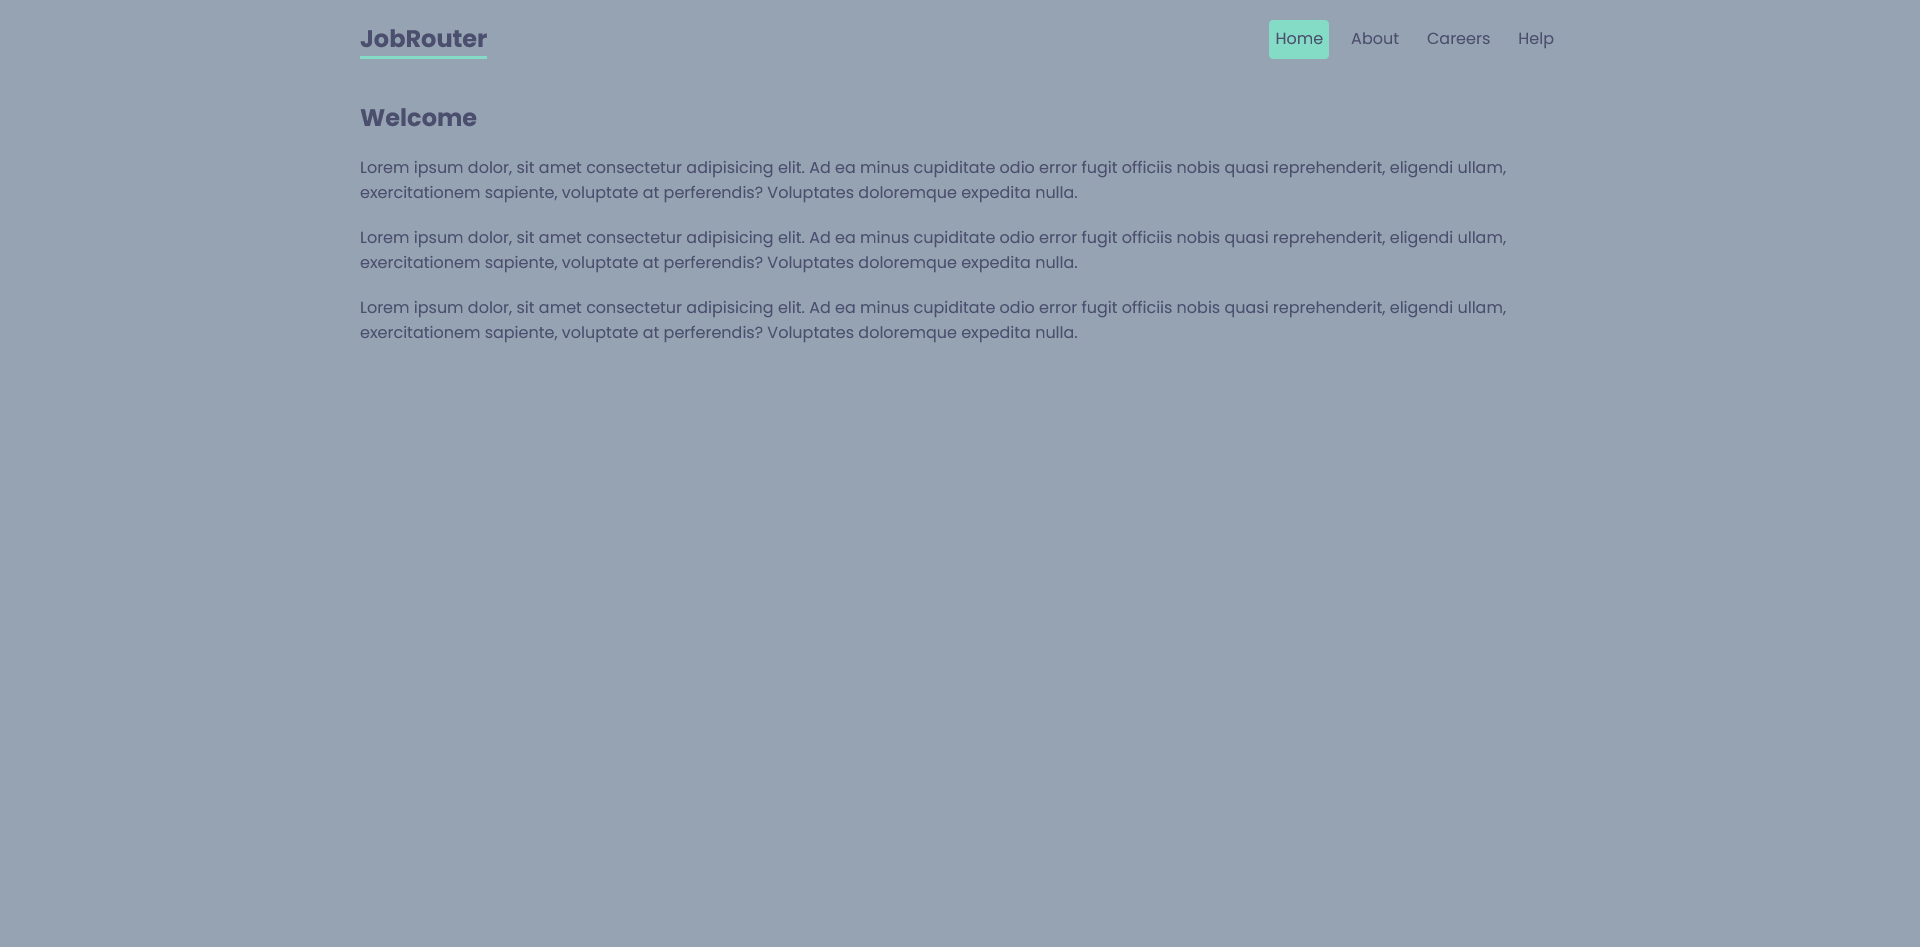 JobRouter
Home About Careers Help
Welcome
Lorem ipsum dolor, sit amet consectetur adipisicing elit. Ad ea minus cupiditate odio error fugit officiis nobis quasi reprehenderit, eligendi ullam,
exercitationem sapiente, voluptate at perferendis? Voluptates doloremque expedita nulla.
Lorem ipsum dolor, sit amet consectetur adipisicing elit. Ad ea minus cupiditate odio error fugit officiis nobis quasi reprehenderit, eligendi ullam,
exercitationem sapiente, voluptate at perferendis? Voluptates doloremque expedita nulla.
Lorem ipsum dolor, sit amet consectetur adipisicing elit. Ad ea minus cupiditate odio error fugit officiis nobis quasi reprehenderit, eligendi ullam,
exercitationem sapiente, voluptate at perferendis? Voluptates doloremque expedita nulla.